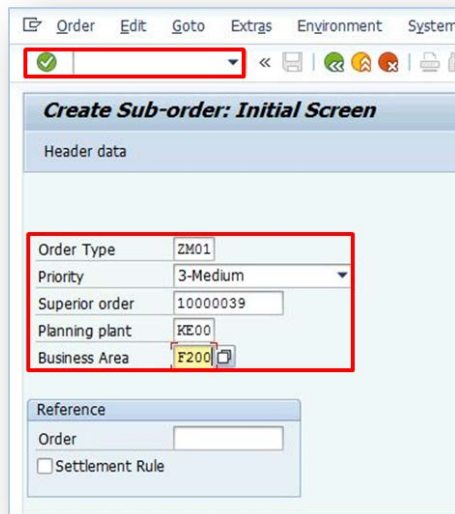 Order Edit Goto Extras Environment System
Create Sub-order: Initial Screen
Header data
Order Type ZM01
Priority 3-Medium
Superior order 10000039
Planning plant KE00
Business Area F200
Reference
Order
Settlement Rule